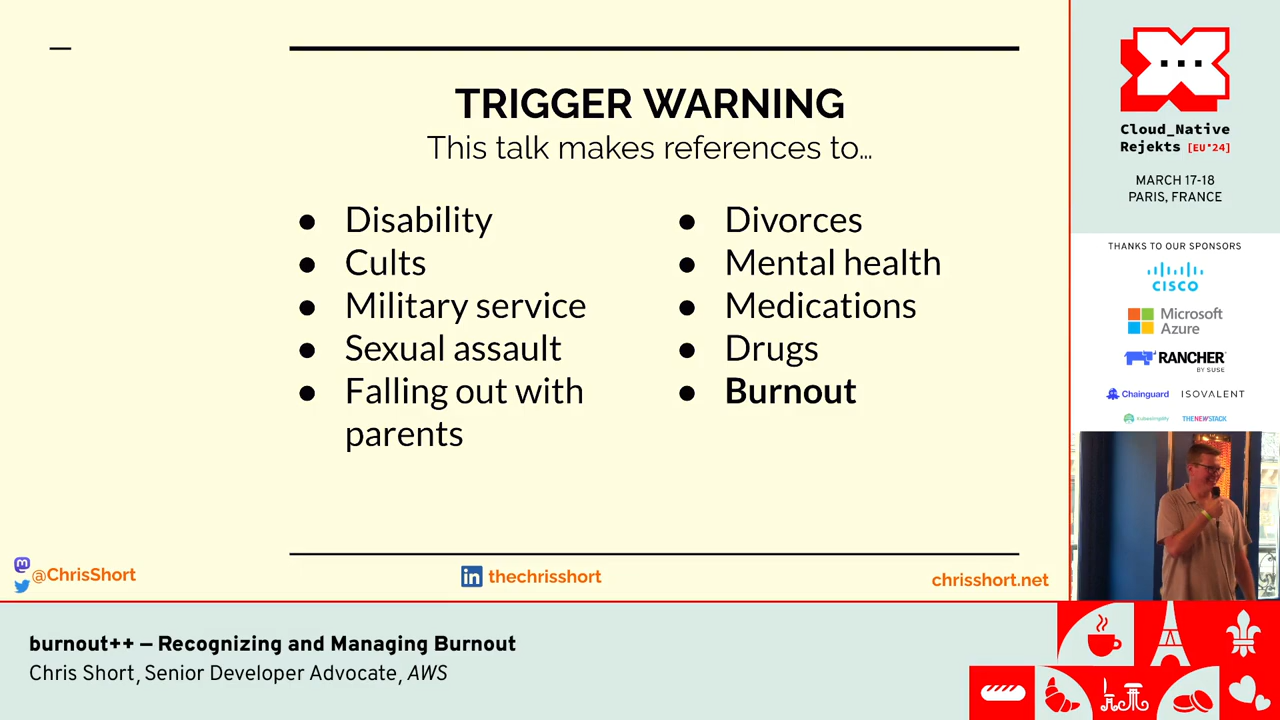 TRIGGER WARNING
This talk makes references to…
● Disability
● Cults
● Military service
● Sexual assault
● Falling out with
parents
● Divorces
● Mental health
● Medications
● Drugs
● Burnout
@ChrisShort
thechrisshort
chrisshort.net
Cloud_Native
Rejekts [EU'24]
MARCH 17-18
PARIS, FRANCE
THANKS TO OUR SPONSORS
CISCO
Microsoft
Azure
RANCHER
BY SUSE
Chainguard
ISOVALENT
kubesimplify
THENEWSTACK
burnout++ – Recognizing and Managing Burnout
Chris Short, Senior Developer Advocate, AWS